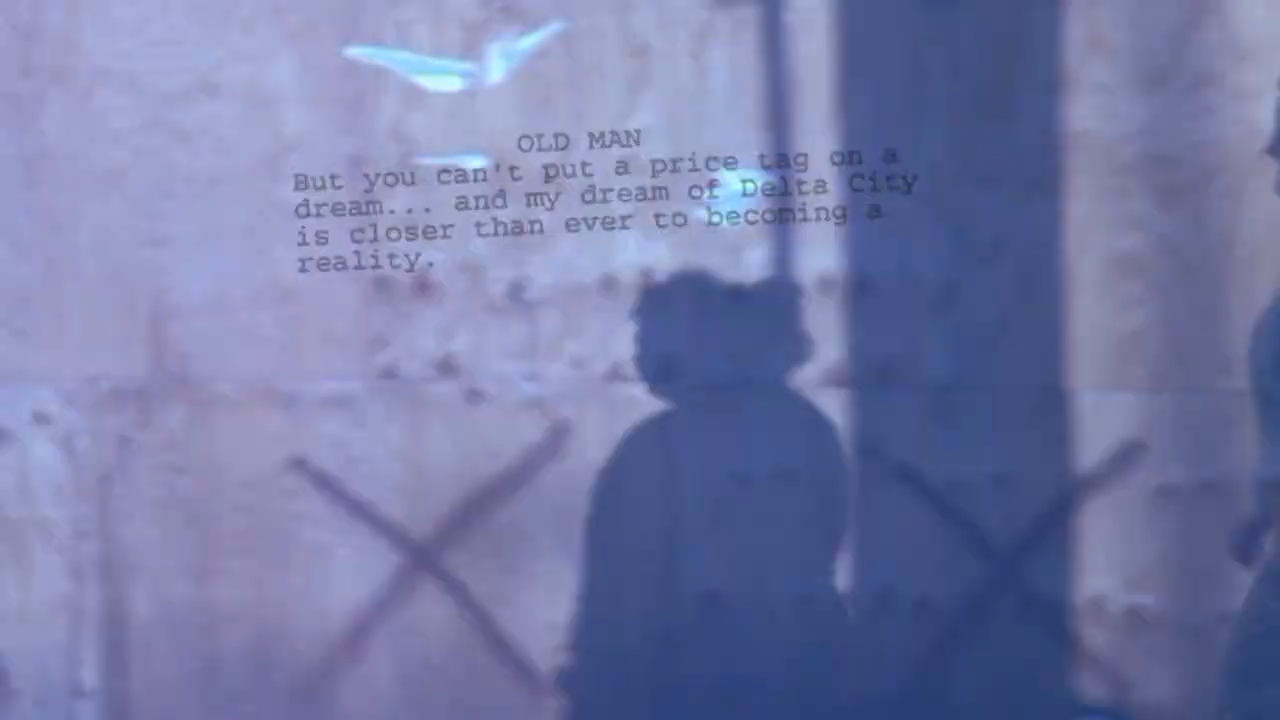 OLD MAN
But you can't put a price tag on a
dream... and my dream of Delta City
is closer than ever to becoming a
reality.